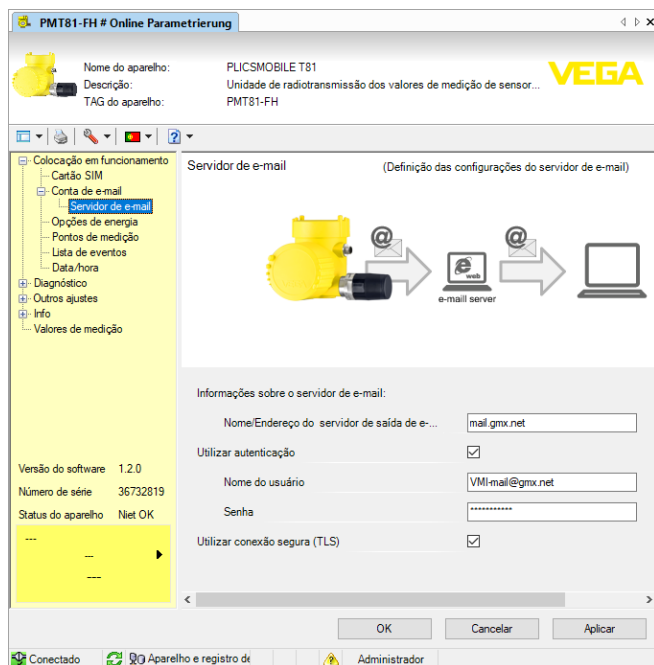 PMT81-FH # Online Parametrierung
Nome do aparelho: PLICSMOBILE T81
Descrição: Unidade de radiotransmissão dos valores de medição de sensor...
TAG do aparelho: PMT81-FH
VEGA
Colocação em funcionamento
Cartão SIM
Conta de e-mail
Servidor de e-mail
Opções de energia
Pontos de medição
Lista de eventos
Data/hora
Diagnóstico
Outros ajustes
Info
Valores de medição
Versão do software 1.2.0
Número de série 36732819
Status do aparelho Niet OK
---
---
---
Servidor de e-mail (Definição das configurações do servidor de e-mail)
@ @
e web
e-maill server
Informações sobre o servidor de e-mail:
Nome/Endereço do servidor de saída de e-... mail.gmx.net
Utilizar autenticação
Nome do usuário VMI-mail@gmx.net
Senha ***********
Utilizar conexão segura (TLS)
OK Cancelar Aplicar
Conectado Aparelho e registro de Administrador